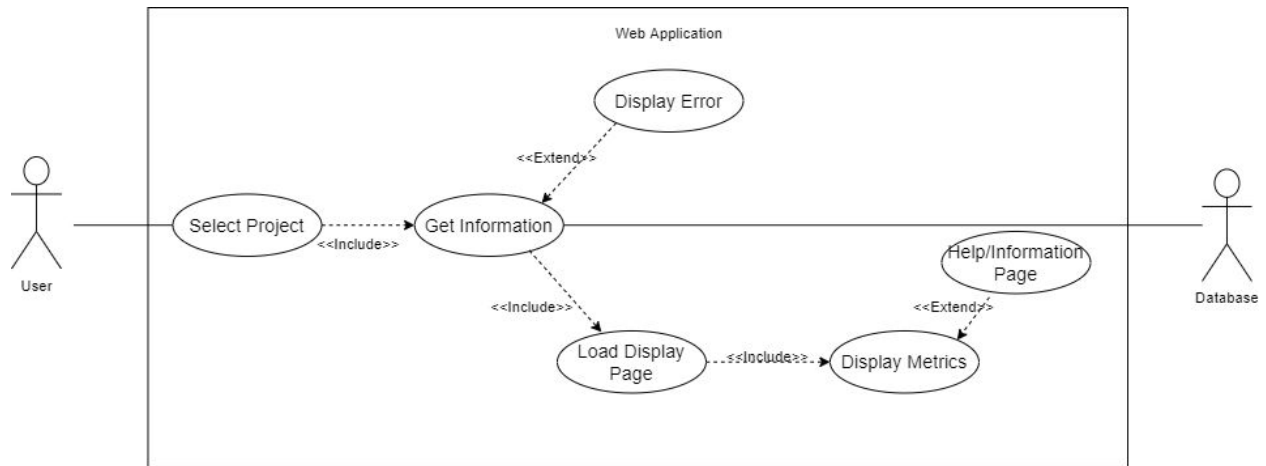 Web Application
Display Error
<<Extend>>
Select Project
<<Include>>
Get Information
Help/Information
Page
User
Database
<<Include>>
<<Extend>>
Load Display
Page
<<Include>>
Display Metrics